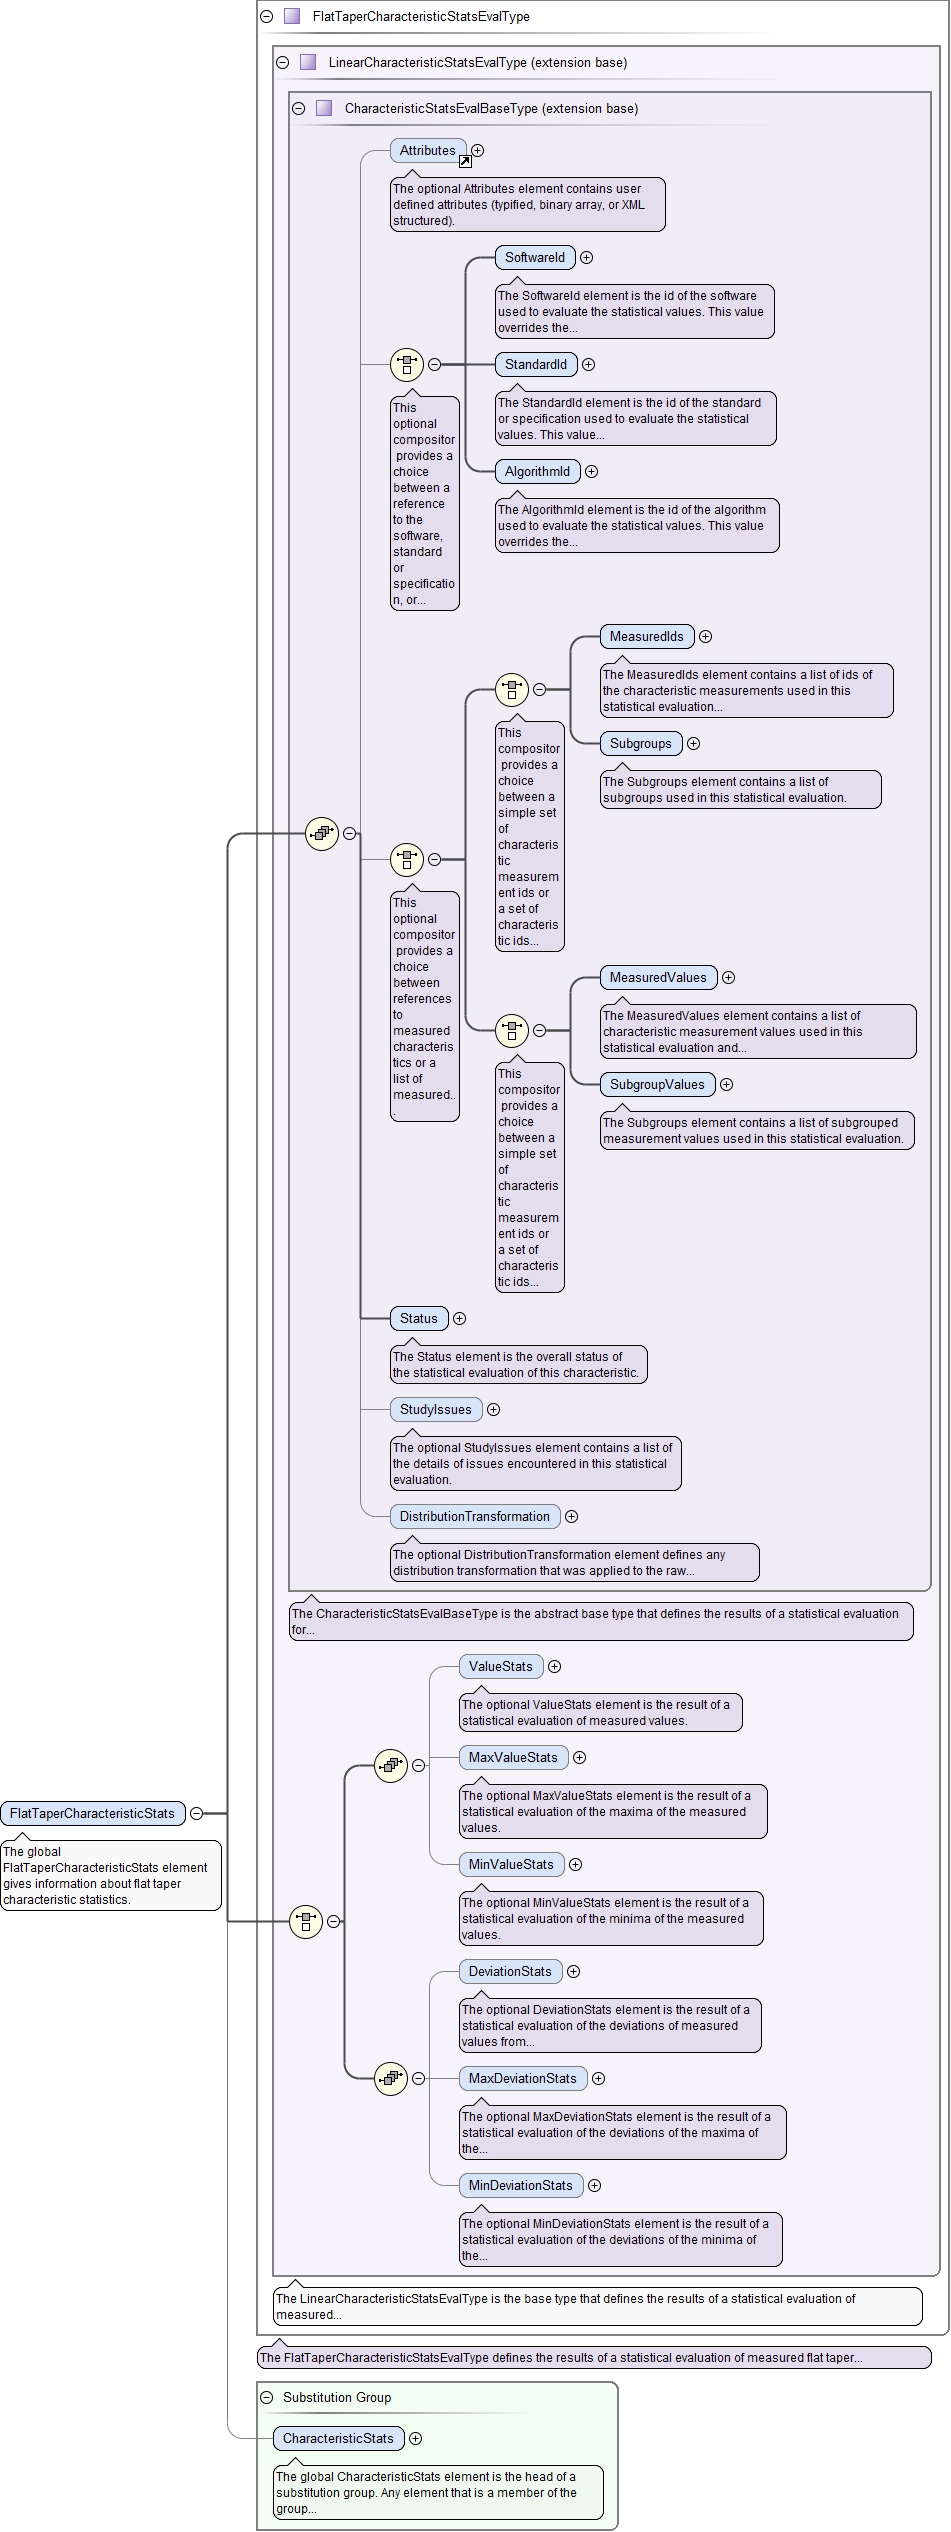 FlatTaperCharacteristicStatsEvalType
LinearCharacteristicStatsEvalType (extension base)
CharacteristicStatsEvalBaseType (extension base)
Attributes
The optional Attributes element contains user
defined attributes (typified, binary array, or XML
structured).
SoftwareId
The SoftwareId element is the id of the software
used to evaluate the statistical values. This value
overrides the...
StandardId
The StandardId element is the id of the standard
or specification used to evaluate the statistical
values. This value...
AlgorithmId
The AlgorithmId element is the id of the algorithm
used to evaluate the statistical values. This value
overrides the...
This
optional
compositor
provides a
choice
between a
reference
to the
software,
standard
or
specificatio
n, or...
MeasuredIds
The MeasuredIds element contains a list of ids of
the characteristic measurements used in this
statistical evaluation...
Subgroups
The Subgroups element contains a list of
subgroups used in this statistical evaluation.
This
compositor
provides a
choice
between a
simple set
of
characteris
tic
measurem
ent ids or
a set of
characteris
tic ids...
This
optional
compositor
provides a
choice
between
references
to
measured
characteris
tics or a
list of
measured..
.
MeasuredValues
The MeasuredValues element contains a list of
characteristic measurement values used in this
statistical evaluation and...
SubgroupValues
The Subgroups element contains a list of subgrouped
measurement values used in this statistical evaluation.
This
compositor
provides a
choice
between a
simple set
of
characteris
tic
measurem
ent ids or
a set of
characteris
tic ids...
Status
The Status element is the overall status of
the statistical evaluation of this characteristic.
StudyIssues
The optional StudyIssues element contains a list of
the details of issues encountered in this statistical
evaluation.
DistributionTransformation
The optional DistributionTransformation element defines any
distribution transformation that was applied to the raw...
The CharacteristicStatsEvalBaseType is the abstract base type that defines the results of a statistical evaluation
for...
ValueStats
The optional ValueStats element is the result of a
statistical evaluation of measured values.
MaxValueStats
The optional MaxValueStats element is the result of a
statistical evaluation of the maxima of the measured
values.
FlatTaperCharacteristicStats
The global
FlatTaperCharacteristicStats element
gives information about flat taper
characteristic statistics.
MinValueStats
The optional MinValueStats element is the result of a
statistical evaluation of the minima of the measured
values.
DeviationStats
The optional DeviationStats element is the result of a
statistical evaluation of the deviations of measured
values from...
MaxDeviationStats
The optional MaxDeviationStats element is the result of a
statistical evaluation of the deviations of the maxima of
the...
MinDeviationStats
The optional MinDeviationStats element is the result of a
statistical evaluation of the deviations of the minima of
the...
The LinearCharacteristicStatsEvalType is the base type that defines the results of a statistical evaluation of
measured...
The FlatTaperCharacteristicStatsEvalType defines the results of a statistical evaluation of measured flat taper...
Substitution Group
CharacteristicStats
The global CharacteristicStats element is the head of a
substitution group. Any element that is a member of the
group...